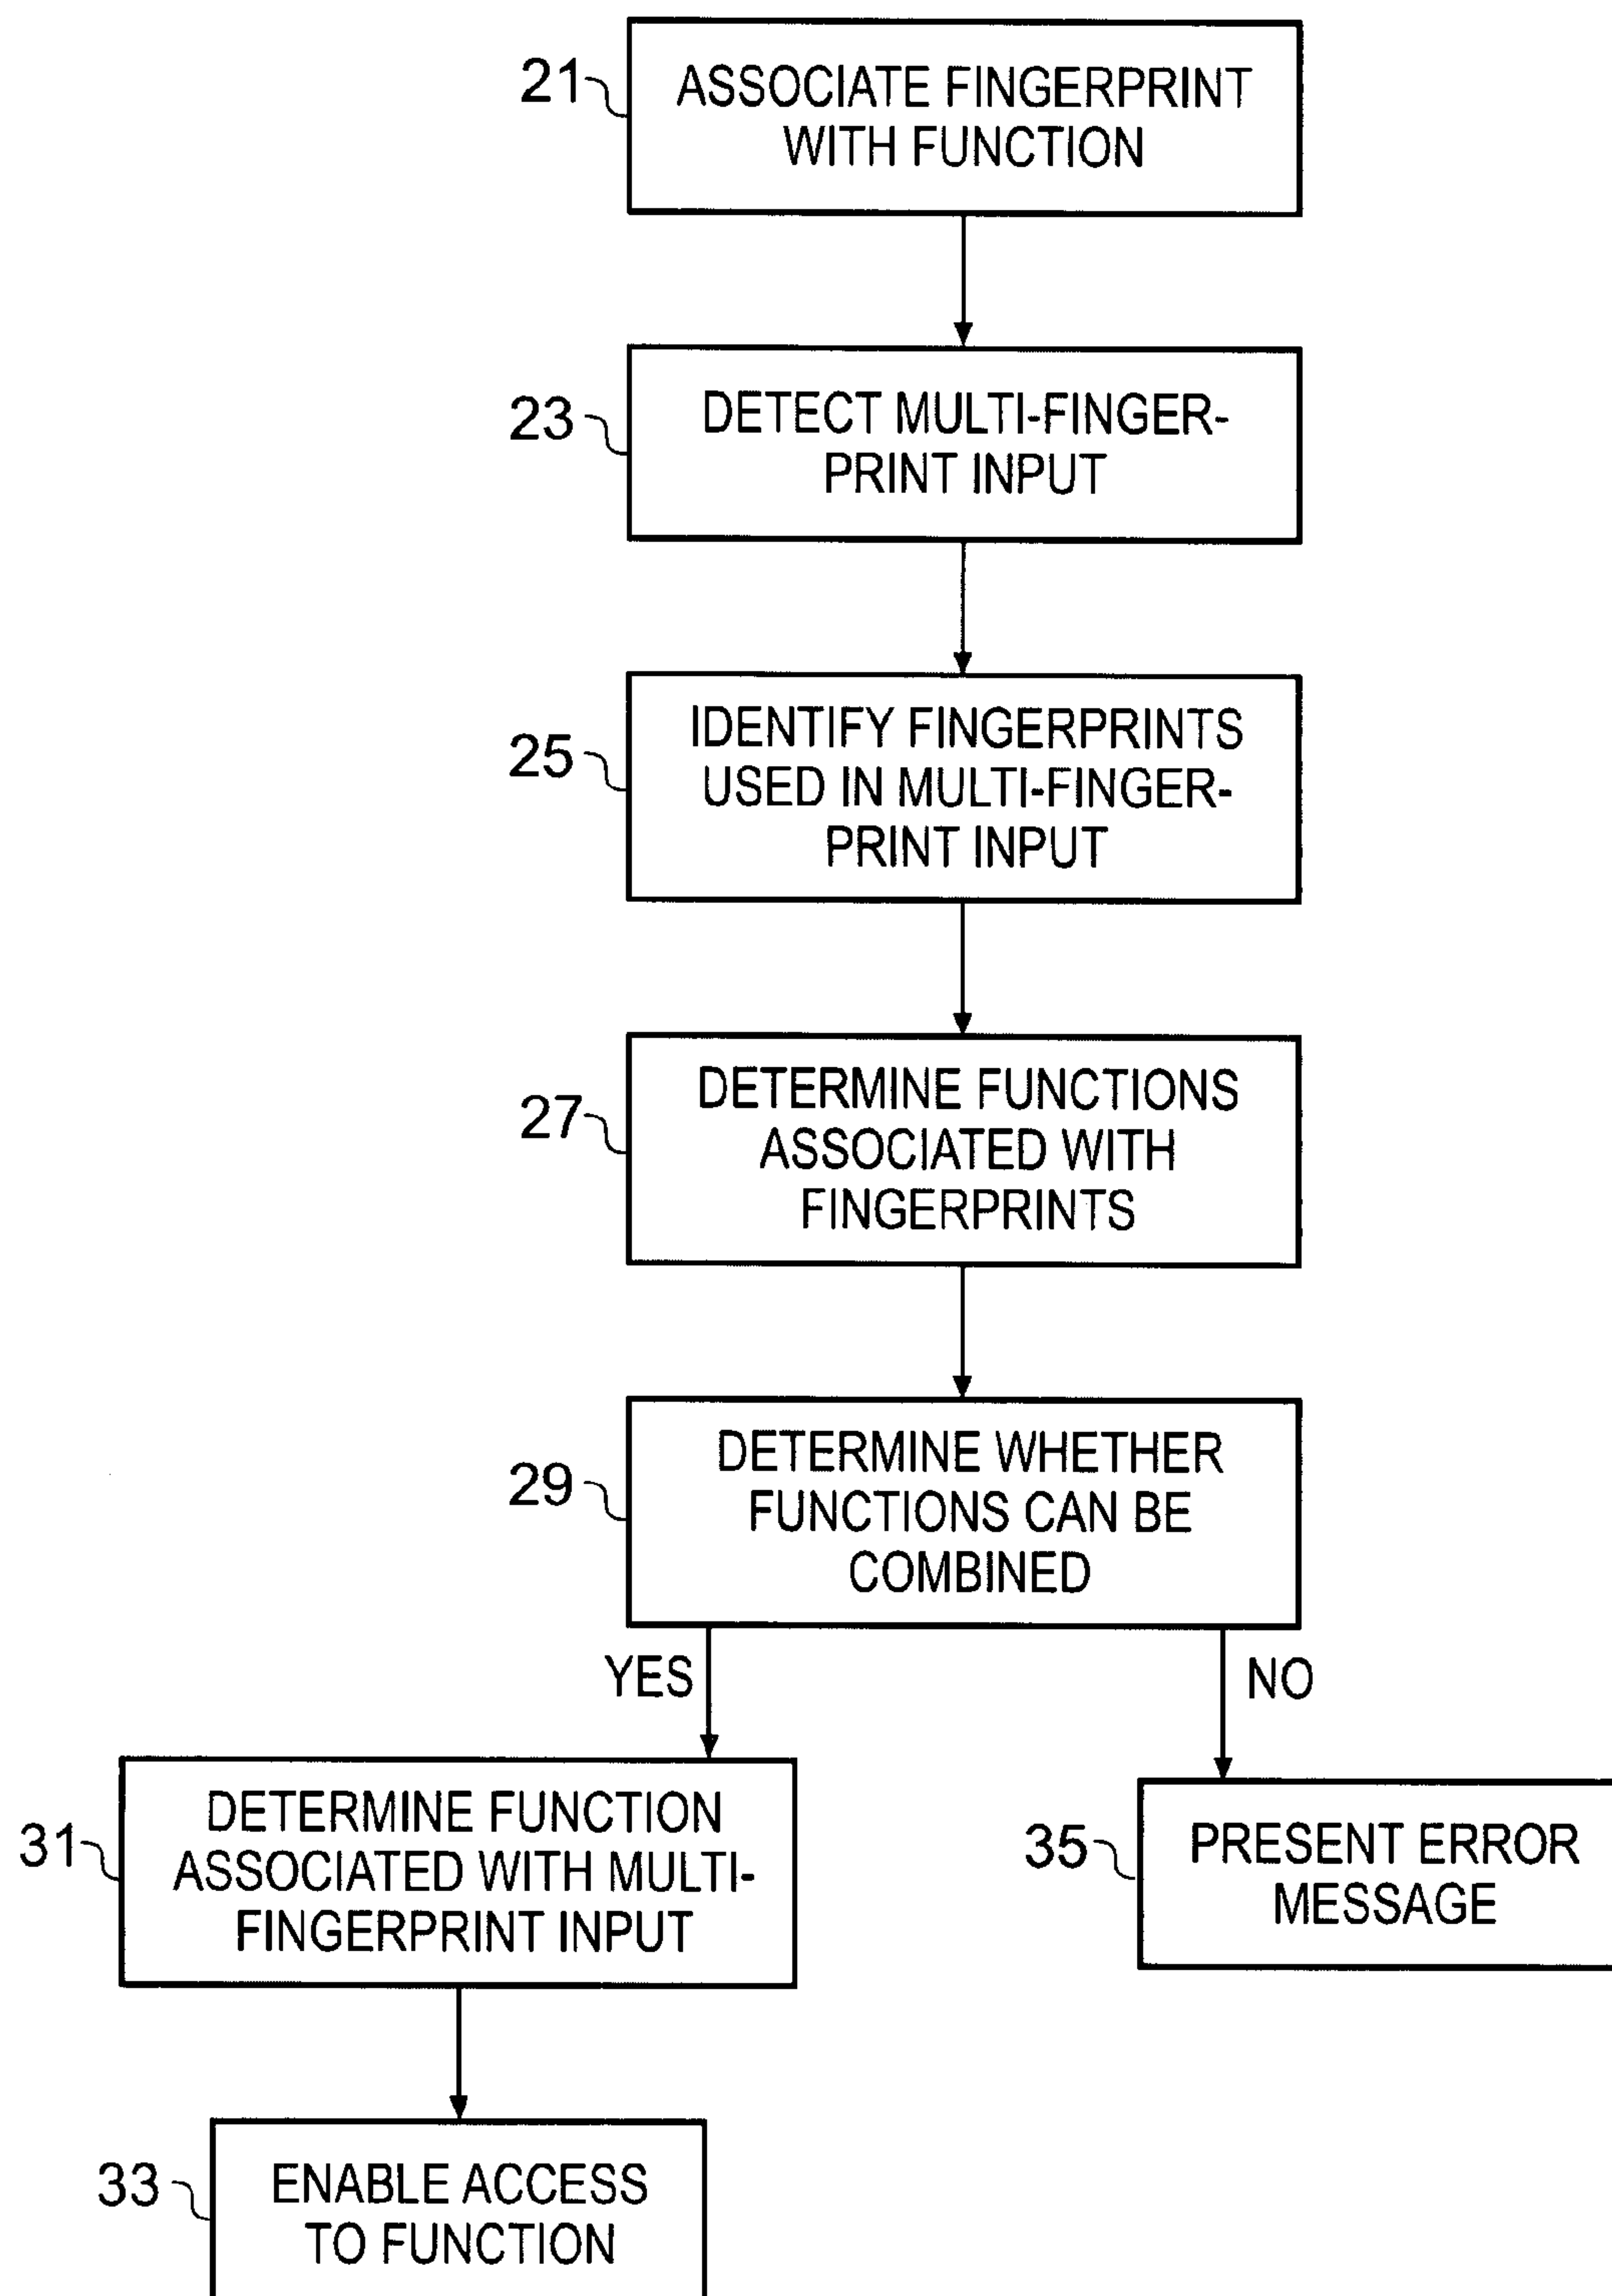 21
ASSOCIATE FINGERPRINT
WITH FUNCTION
23
DETECT MULTI-FINGER-
PRINT INPUT
25
IDENTIFY FINGERPRINTS
USED IN MULTI-FINGER-
PRINT INPUT
27
DETERMINE FUNCTIONS
ASSOCIATED WITH
FINGERPRINTS
29
DETERMINE WHETHER
FUNCTIONS CAN BE
COMBINED
YES
NO
31
DETERMINE FUNCTION
ASSOCIATED WITH MULTI-
FINGERPRINT INPUT
35
PRESENT ERROR
MESSAGE
33
ENABLE ACCESS
TO FUNCTION